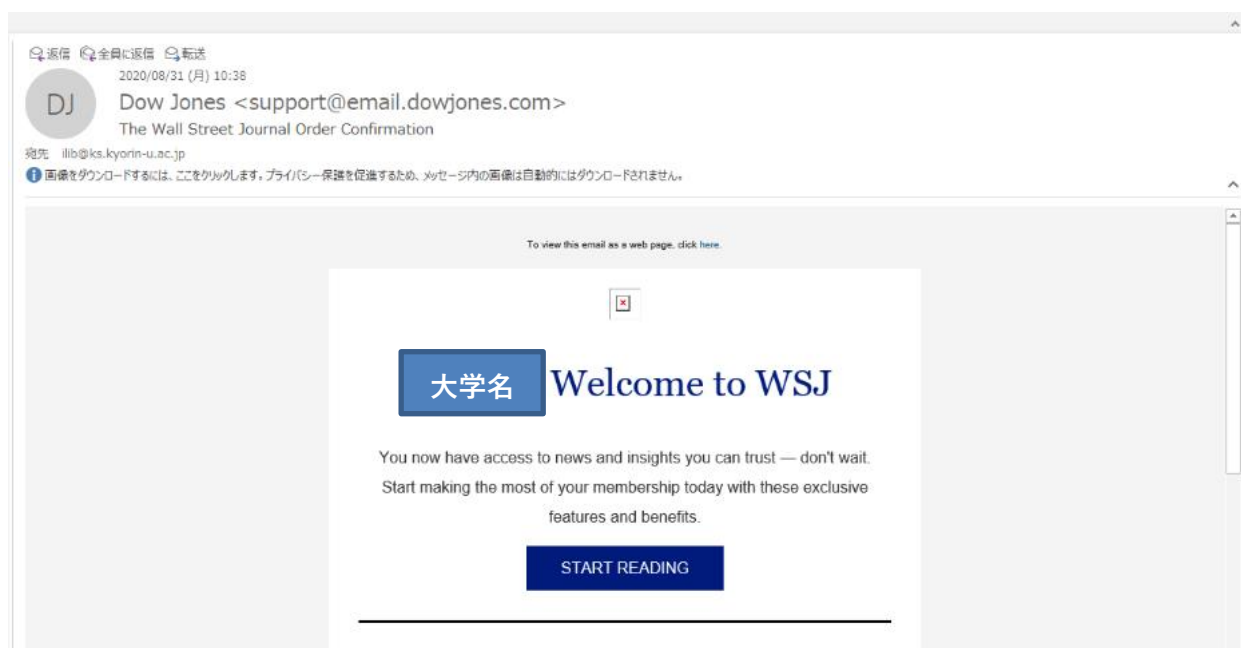 返信 全員に返信 転送
2020/08/31 (月) 10:38
DJ
Dow Jones <support@email.dowjones.com>
The Wall Street Journal Order Confirmation
宛先 ilib@ks.kyorin-u.ac.jp
画像をダウンロードするには、ここをクリックします。プライバシー保護を促進するため、メッセージ内の画像は自動的にはダウンロードされません。
To view this email as a web page, click here.
大学名 Welcome to WSJ
You now have access to news and insights you can trust — don't wait.
Start making the most of your membership today with these exclusive
features and benefits.
START READING